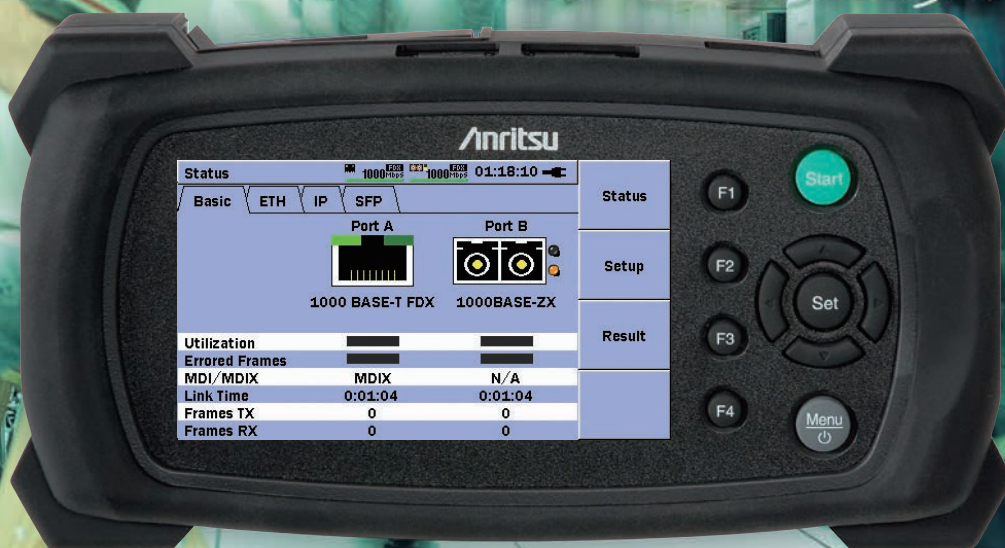 Anritsu
Status 1000 Mbps FDX 1000 Mbps FDX 01:18:10
Basic ETH IP SFP
Port A Port B
1000 BASE-T FDX 1000BASE-ZX
Utilization
Errored Frames
MDI/MDIX MDIX N/A
Link Time 0:01:04 0:01:04
Frames TX 0 0
Frames RX 0 0
Status
Setup
Result
F1
F2
F3
F4
Start
Set
Menu